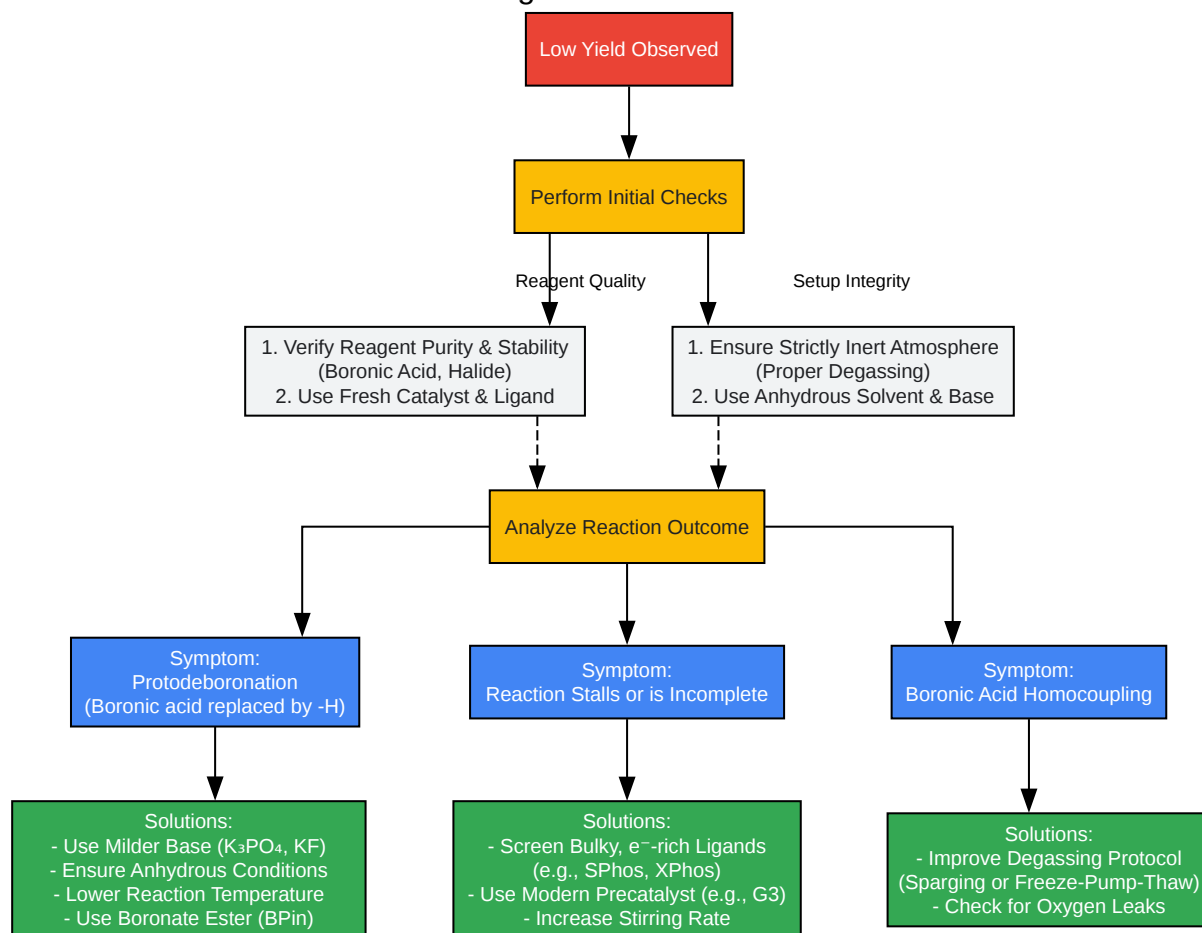 Low Yield Observed
Perform Initial Checks
Reagent Quality
Setup Integrity
1. Verify Reagent Purity & Stability
(Boronic Acid, Halide)
2. Use Fresh Catalyst & Ligand
1. Ensure Strictly Inert Atmosphere
(Proper Degassing)
2. Use Anhydrous Solvent & Base
Analyze Reaction Outcome
Symptom:
Protodeboronation
(Boronic acid replaced by -H)
Symptom:
Reaction Stalls or is Incomplete
Symptom:
Boronic Acid Homocoupling
Solutions:
- Use Milder Base (K₃PO₄, KF)
- Ensure Anhydrous Conditions
- Lower Reaction Temperature
- Use Boronate Ester (BPin)
Solutions:
- Screen Bulky, e⁻-rich Ligands
(e.g., SPhos, XPhos)
- Use Modern Precatalyst (e.g., G3)
- Increase Stirring Rate
Solutions:
- Improve Degassing Protocol
(Sparging or Freeze-Pump-Thaw)
- Check for Oxygen Leaks